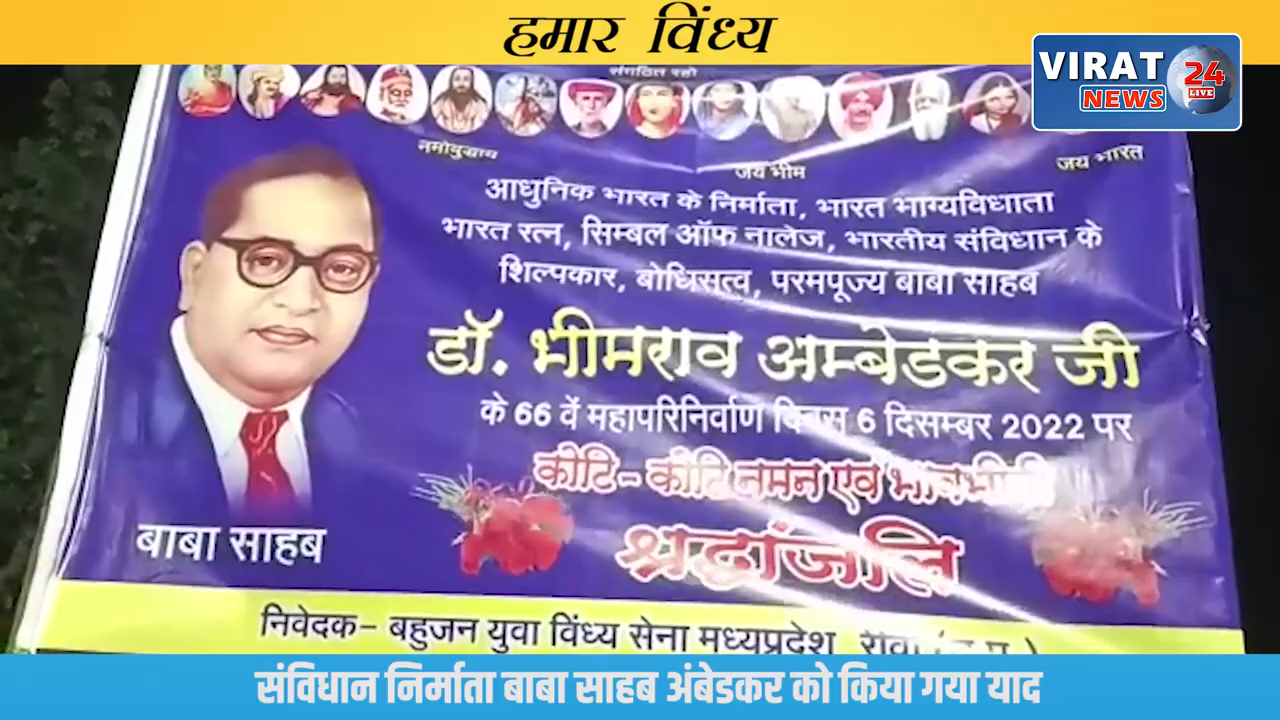 हमार विंध्य
VIRAT
24
NEWS
LIVE
संगठित रहो
नमोबुद्धाय
जय भीम
जय भारत
आधुनिक भारत के निर्माता, भारत भाग्यविधाता
भारत रत्न, सिम्बल ऑफ नालेज, भारतीय संविधान के
शिल्पकार, बोधिसत्व, परमपूज्य बाबा साहब
डॉ. भीमराव अम्बेडकर जी
के 66 वें महापरिनिर्वाण दिवस 6 दिसम्बर 2022 पर
कोटि-कोटि नमन एवं
श्रद्धांजलि
बाबा साहब
निवेदक- बहुजन युवा विंध्य सेना मध्यप्रदेश
संविधान निर्माता बाबा साहब अंबेडकर को किया गया याद